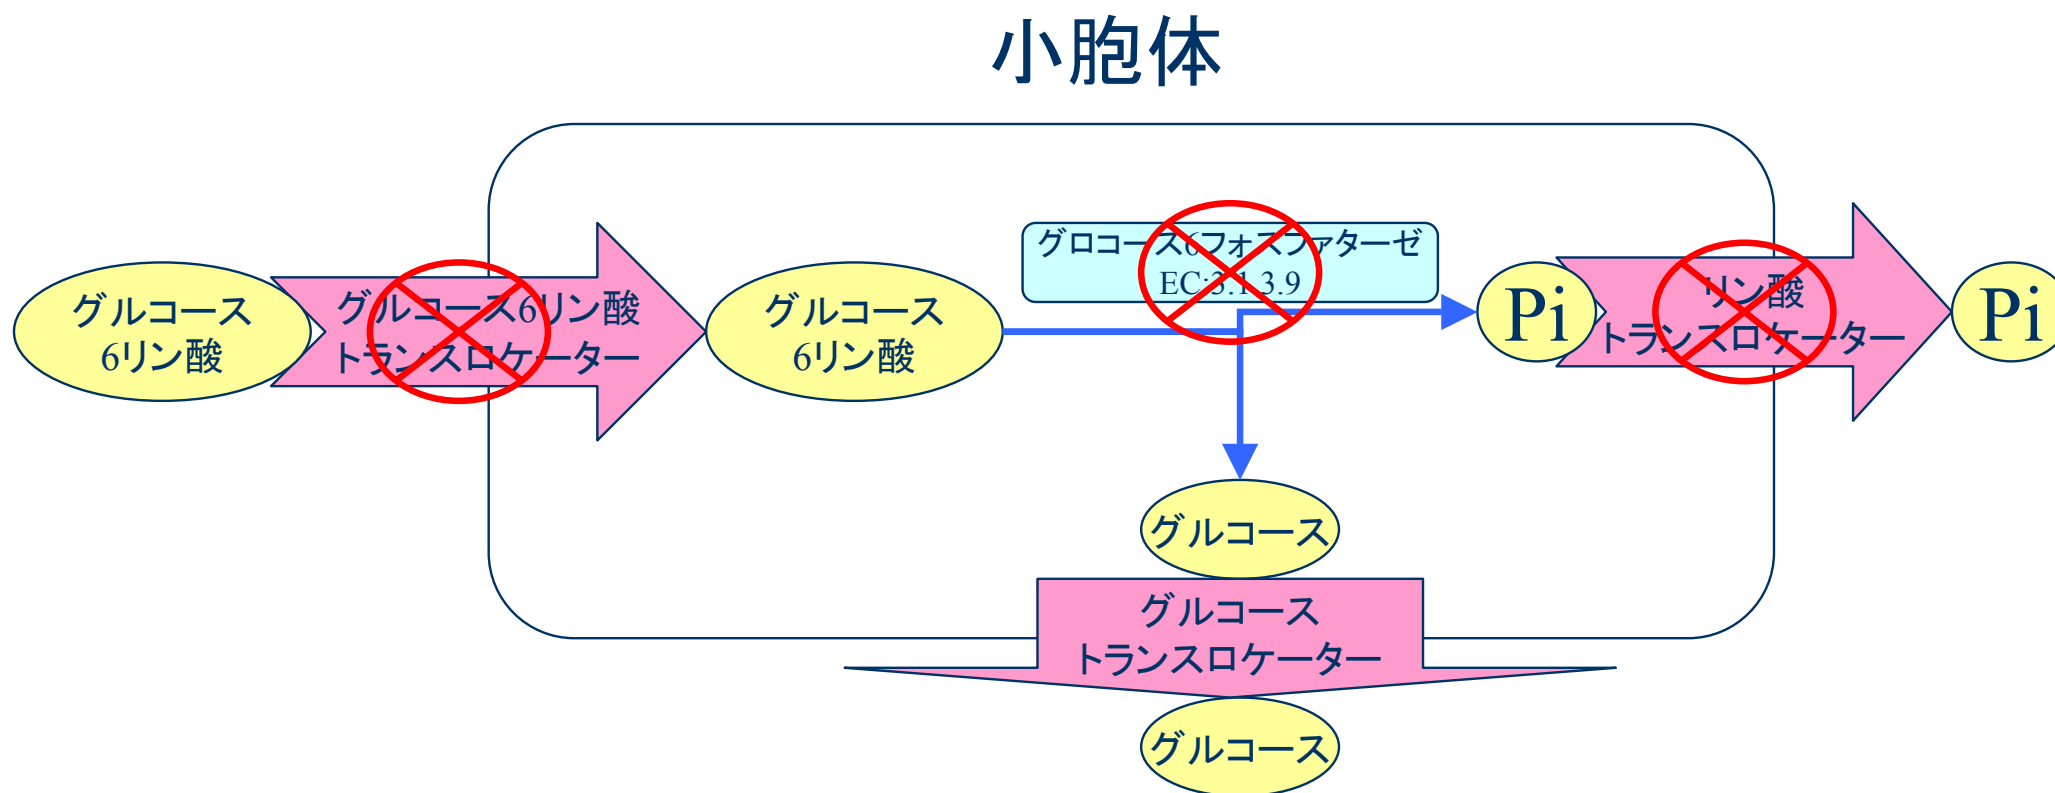 小胞体
グルコース
6リン酸
グルコース6リン酸
トランスロケーター
グルコース
6リン酸
グロコース6フォスファターゼ
EC:3.1.3.9
Pi
リン酸
トランスロケーター
Pi
グルコース
グルコース
トランスロケーター
グルコース